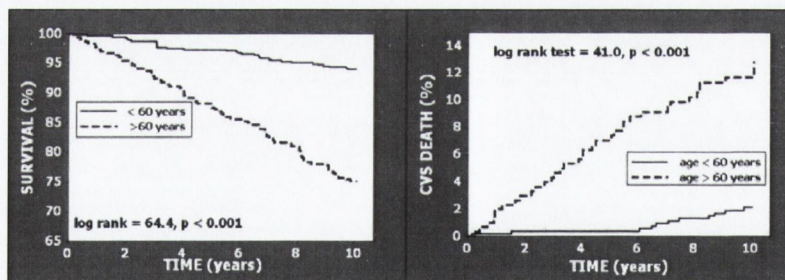 100
95
90
85
80
75
70
65
SURVIVAL (%)
< 60 years
>60 years
log rank = 64.4, p < 0.001
0 2 4 6 8 10
TIME (years)
14
12
10
8
6
4
2
0
CVS DEATH (%)
log rank test = 41.0, p < 0.001
age < 60 years
age > 60 years
0 2 4 6 8 10
TIME (years)